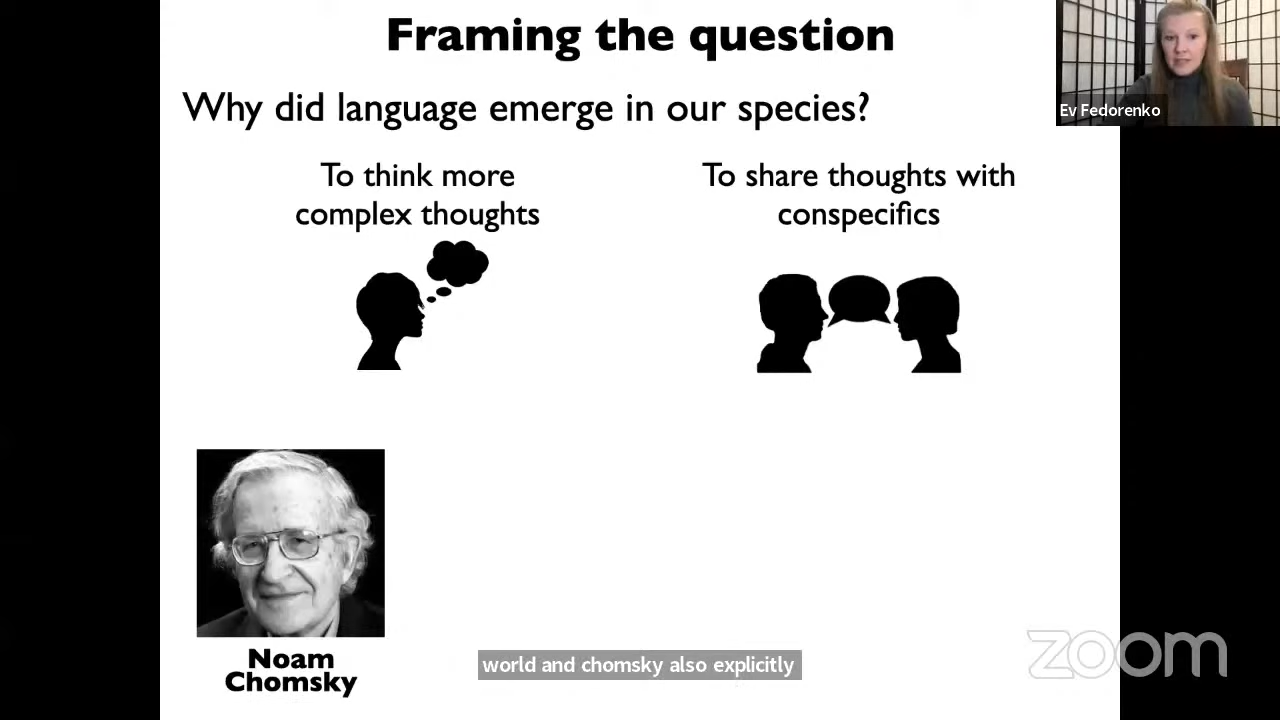 Framing the question
Ev Fedorenko
Why did language emerge in our species?
To think more
complex thoughts
To share thoughts with
conspecifics
Noam
Chomsky
world and chomsky also explicitly
zoom